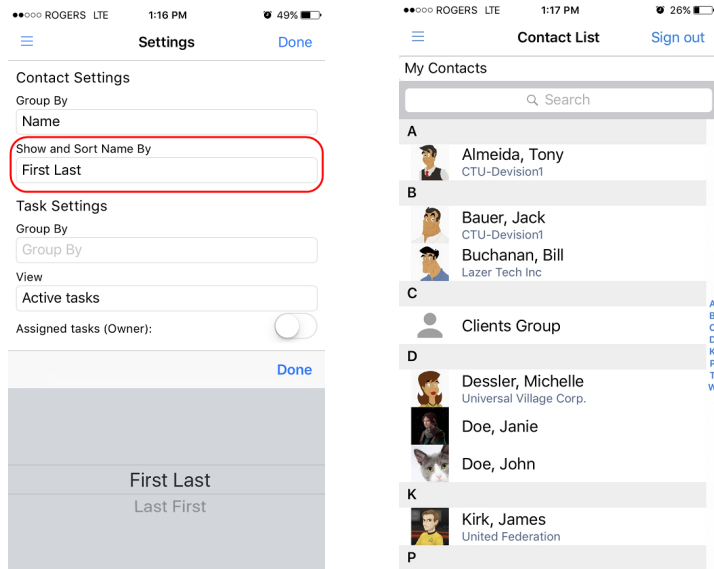 ●●○○○ ROGERS LTE 1:16 PM 49%
Settings Done
Contact Settings
Group By
Name
Show and Sort Name By
First Last
Task Settings
Group By
Group By
View
Active tasks
Assigned tasks (Owner):
Done
First Last
Last First
●●○○○ ROGERS LTE 1:17 PM 26%
Contact List Sign out
My Contacts
Search
A
Almeida, Tony
CTU-Devision1
B
Bauer, Jack
CTU-Devision1
Buchanan, Bill
Lazer Tech Inc
C
Clients Group
D
Dessler, Michelle
Universal Village Corp.
Doe, Janie
Doe, John
K
Kirk, James
United Federation
P
A
B
C
D
K
P
T
W